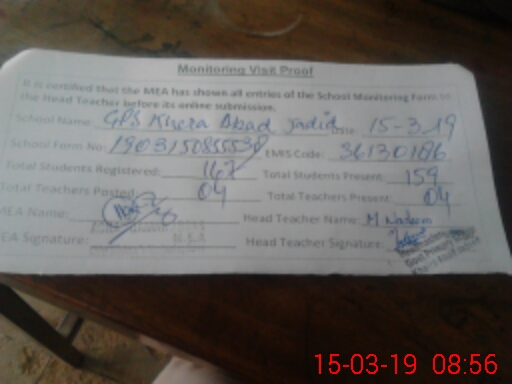 Monitoring Visit Proof
It is certified that the MEA has shown all entries of the School Monitoring Form to
the Head Teacher before its online submission.
School Name: GPS Khera Abad Jadid Date 15-3-19
School Form No: EMIS Code: 36130186
Total Students Registered: 167 Total Students Present: 159
Total Teachers Posted 04 Total Teachers Present 04
MEA Name: Head Teacher Name: M Nadeem
MEA Signature: M.E.A Head Teacher Signature:
Govt Primary School
15-03-19 08:56